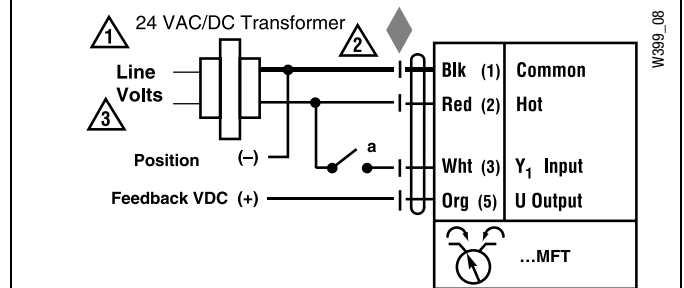 1 24 VAC/DC Transformer
2
Line
Volts
3
Blk (1) Common
Red (2) Hot
a
Position (–)
Wht (3) Y1 Input
Feedback VDC (+)
Org (5) U Output
...MFT
W399_08